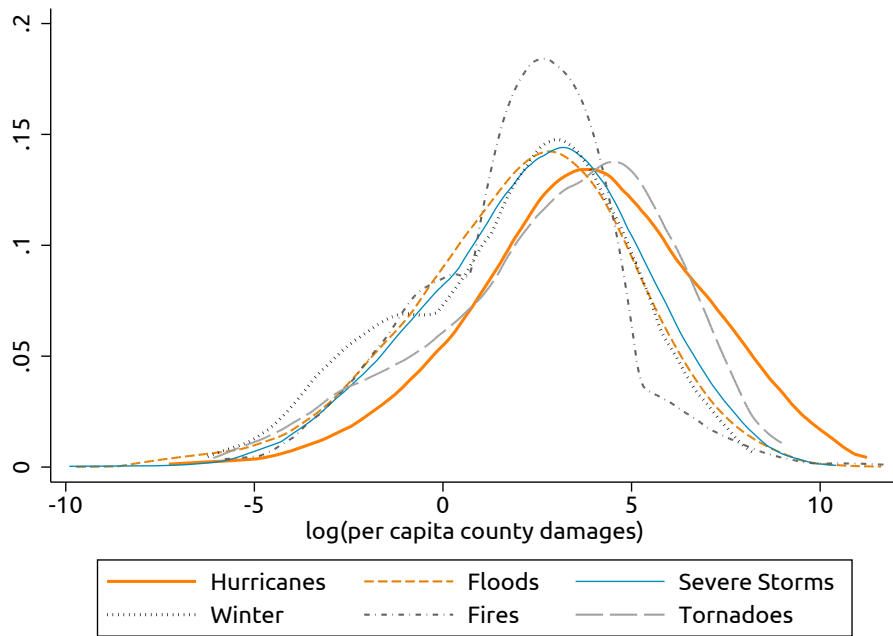 .2
.15
.1
.05
0
-10 -5 0 5 10
log(per capita county damages)
Hurricanes Floods Severe Storms
Winter Fires Tornadoes